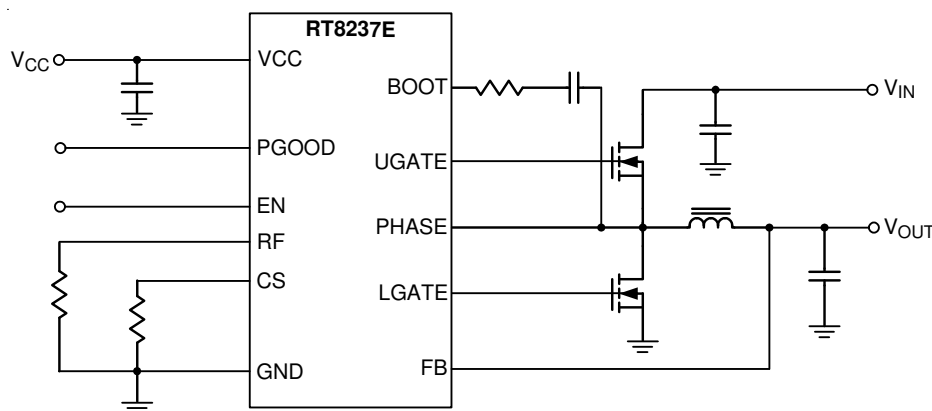 RT8237E
VCC
VCC
BOOT
VIN
PGOOD
UGATE
EN
PHASE
VOUT
RF
CS
LGATE
GND
FB